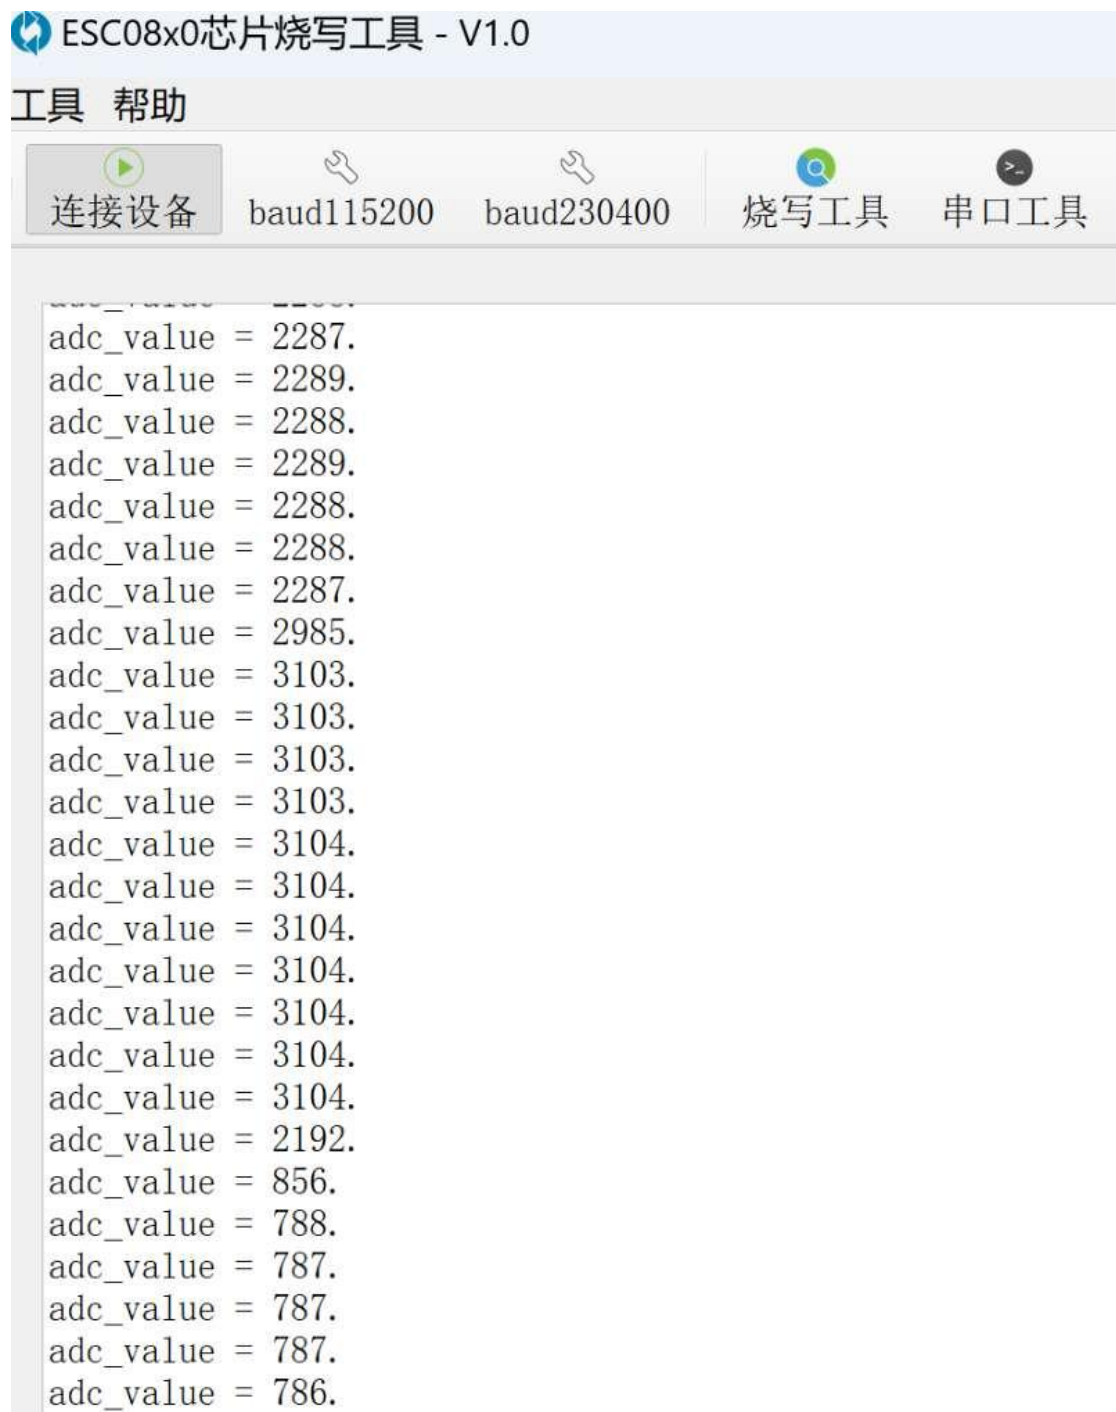 ESC08x0芯片烧写工具 - V1.0
工具 帮助
连接设备 baud115200 baud230400 烧写工具 串口工具
adc_value = 2287.
adc_value = 2289.
adc_value = 2288.
adc_value = 2289.
adc_value = 2288.
adc_value = 2288.
adc_value = 2287.
adc_value = 2985.
adc_value = 3103.
adc_value = 3103.
adc_value = 3103.
adc_value = 3103.
adc_value = 3104.
adc_value = 3104.
adc_value = 3104.
adc_value = 3104.
adc_value = 3104.
adc_value = 3104.
adc_value = 3104.
adc_value = 2192.
adc_value = 856.
adc_value = 788.
adc_value = 787.
adc_value = 787.
adc_value = 787.
adc_value = 786.